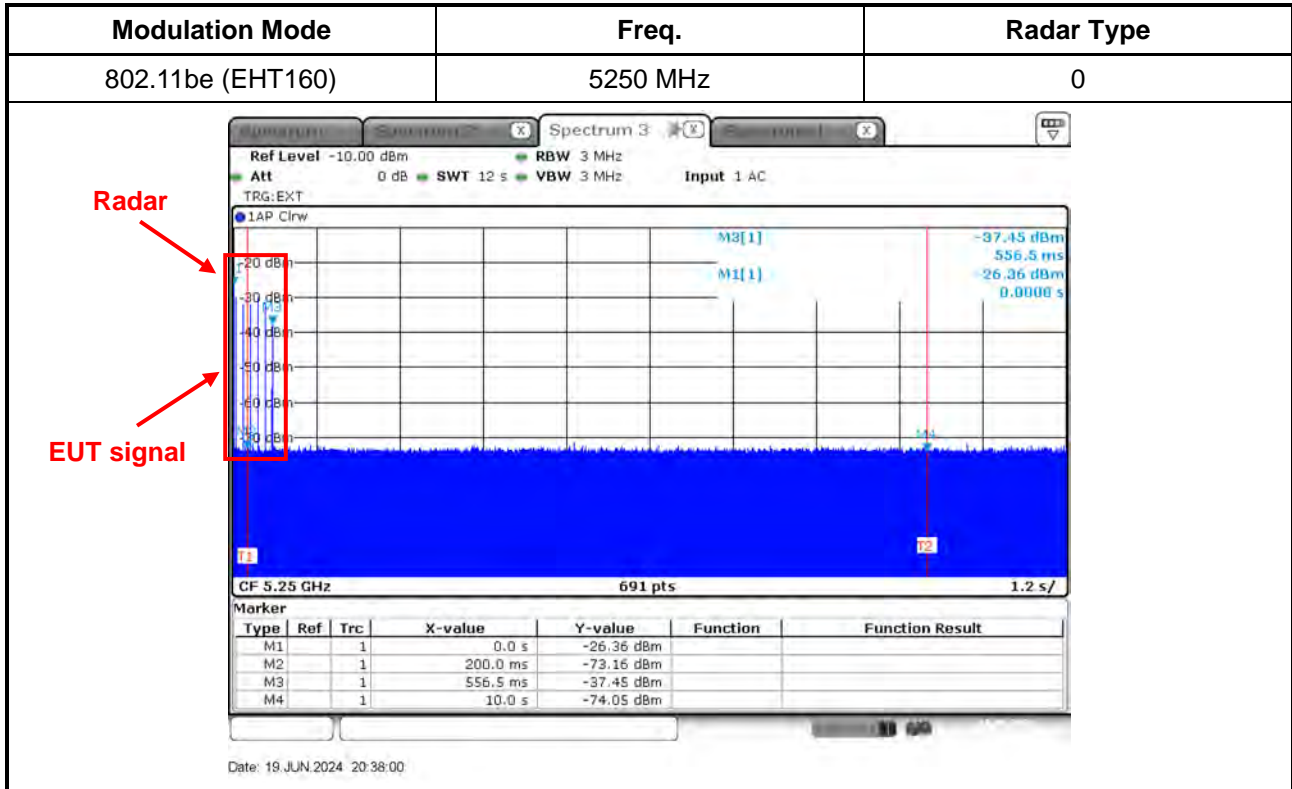 Modulation Mode Freq. Radar Type
802.11be (EHT160) 5250 MHz 0
Spectrum 3
Ref Level -10.00 dBm RBW 3 MHz
Att 0 dB SWT 12 s VBW 3 MHz Input 1 AC
TRG:EXT
Radar
1AP Clrw
M3[1] -37.45 dBm
556.5 ms
-20 dBm
M1[1] -26.36 dBm
0.0000 s
-30 dBm
M3
-40 dBm
-50 dBm
-60 dBm
EUT signal
-70 dBm
M4
T1 T2
CF 5.25 GHz 691 pts 1.2 s/
Marker
Type Ref Trc X-value Y-value Function Function Result
M1 1 0.0 s -26.36 dBm
M2 1 200.0 ms -73.16 dBm
M3 1 556.5 ms -37.45 dBm
M4 1 10.0 s -74.05 dBm
Date: 19.JUN.2024 20:38:00